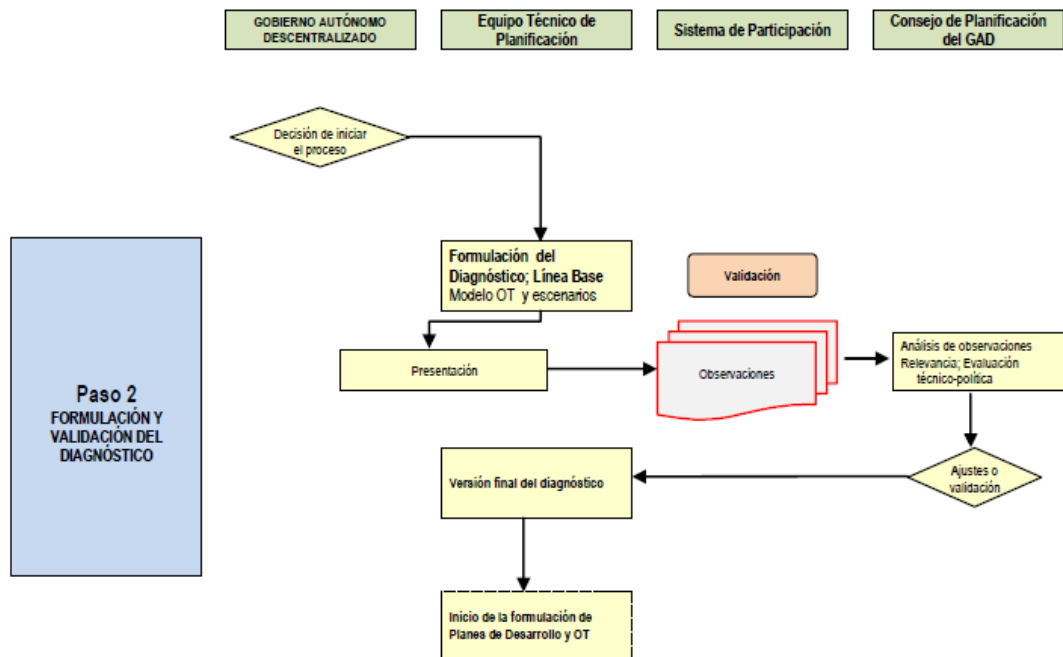 GOBIERNO AUTÓNOMO
DESCENTRALIZADO
Equipo Técnico de
Planificación
Sistema de Participación
Consejo de Planificación
del GAD
Decisión de iniciar
el proceso
Formulación del
Diagnóstico; Línea Base
Modelo OT y escenarios
Validación
Presentación
Observaciones
Análisis de observaciones
Relevancia; Evaluación
técnico-política
Paso 2
FORMULACIÓN Y
VALIDACIÓN DEL
DIAGNÓSTICO
Versión final del diagnóstico
Ajustes o
validación
Inicio de la formulación de
Planes de Desarrollo y OT